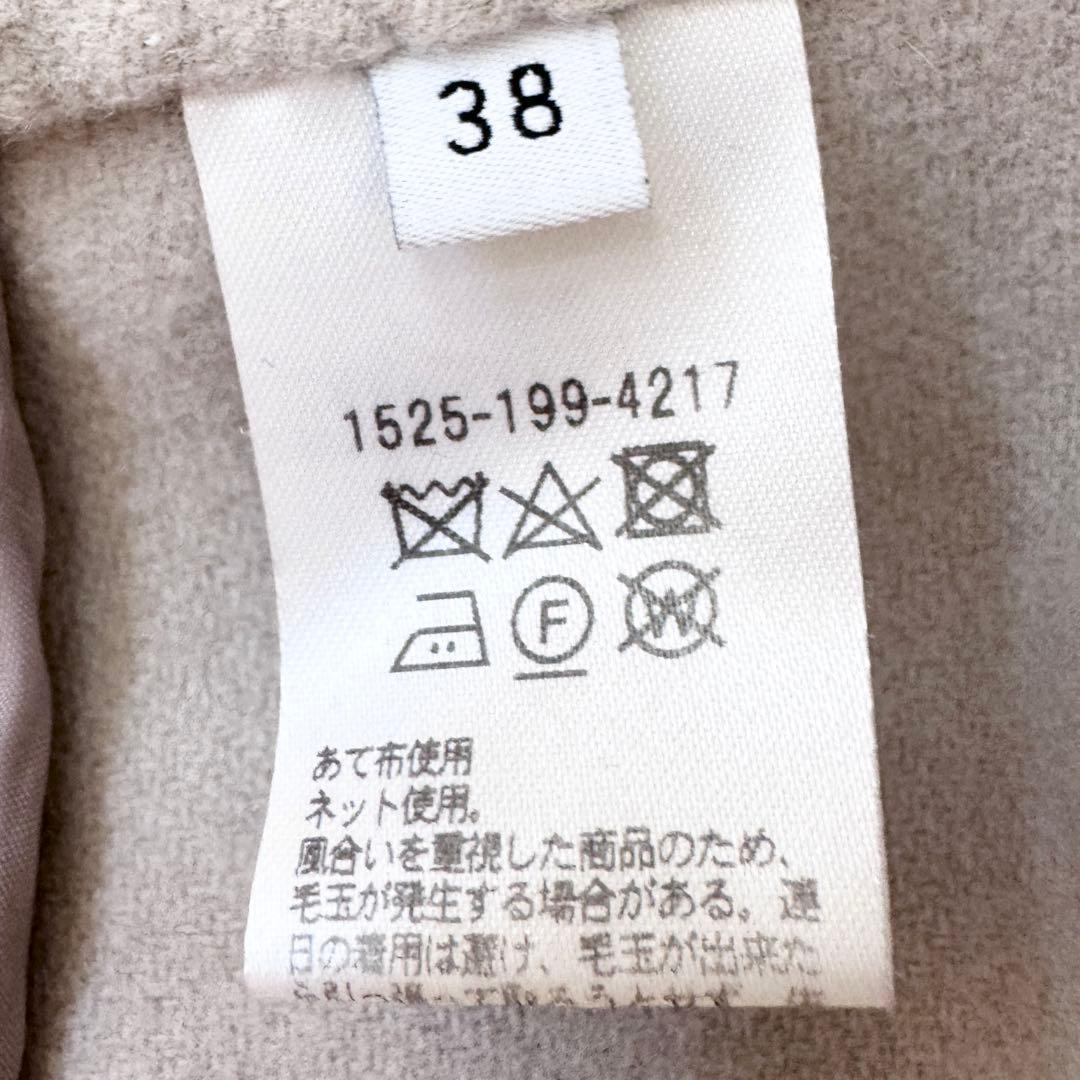 38
1525-199-4217
F
W
あて布使用
ネット使用。
風合いを重視した商品のため、
毛玉が発生する場合がある。連
日の着用は避け、毛玉が出来た